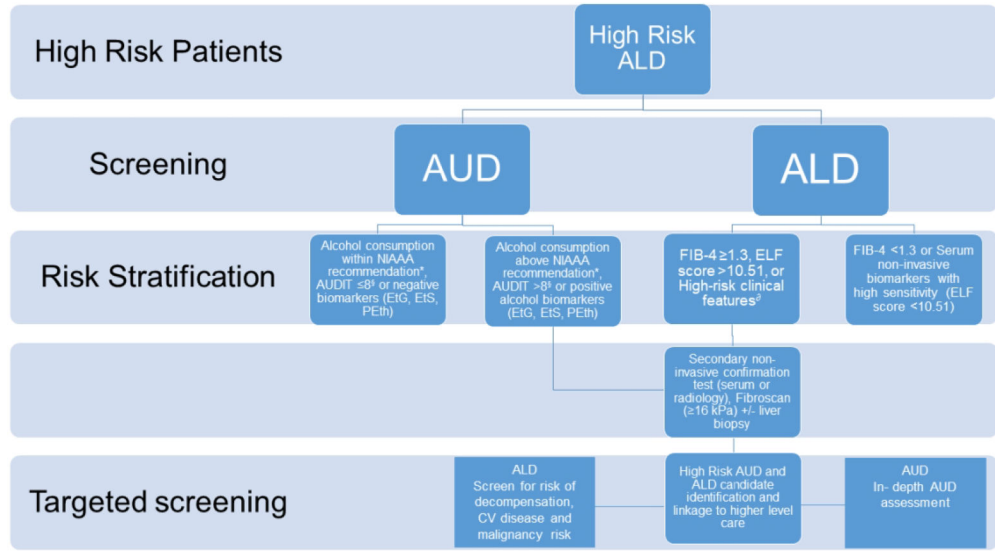 High Risk Patients
High Risk
ALD
Screening
AUD
ALD
Risk Stratification
Alcohol consumption
within NIAAA
recommendation*,
AUDIT ≤8§ or negative
biomarkers (EtG, EtS,
PEth)
Alcohol consumption
above NIAAA
recommendation*,
AUDIT >8§ or positive
alcohol biomarkers
(EtG, EtS, PEth)
FIB-4 ≥1.3, ELF
score >10.51, or
High-risk clinical
features∂
FIB-4 <1.3 or Serum
non-invasive
biomarkers with
high sensitivity (ELF
score <10.51)
Secondary non-
invasive confirmation
test (serum or
radiology), Fibroscan
(≥16 kPa) +/- liver
biopsy
Targeted screening
ALD
Screen for risk of
decompensation,
CV disease and
malignancy risk
High Risk AUD and
ALD candidate
identification and
linkage to higher level
care
AUD
In- depth AUD
assessment